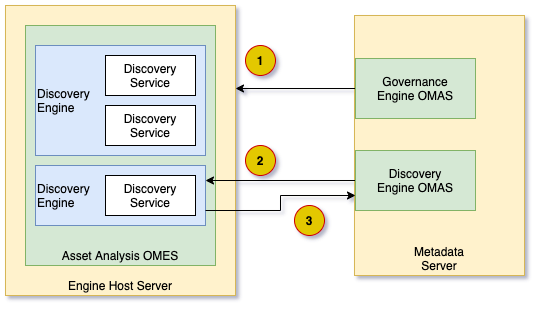 Discovery
Engine
Discovery
Service
Discovery
Service
Discovery
Engine
Discovery
Service
Asset Analysis OMES
Engine Host Server
1
2
3
Governance
Engine OMAS
Discovery
Engine OMAS
Metadata
Server